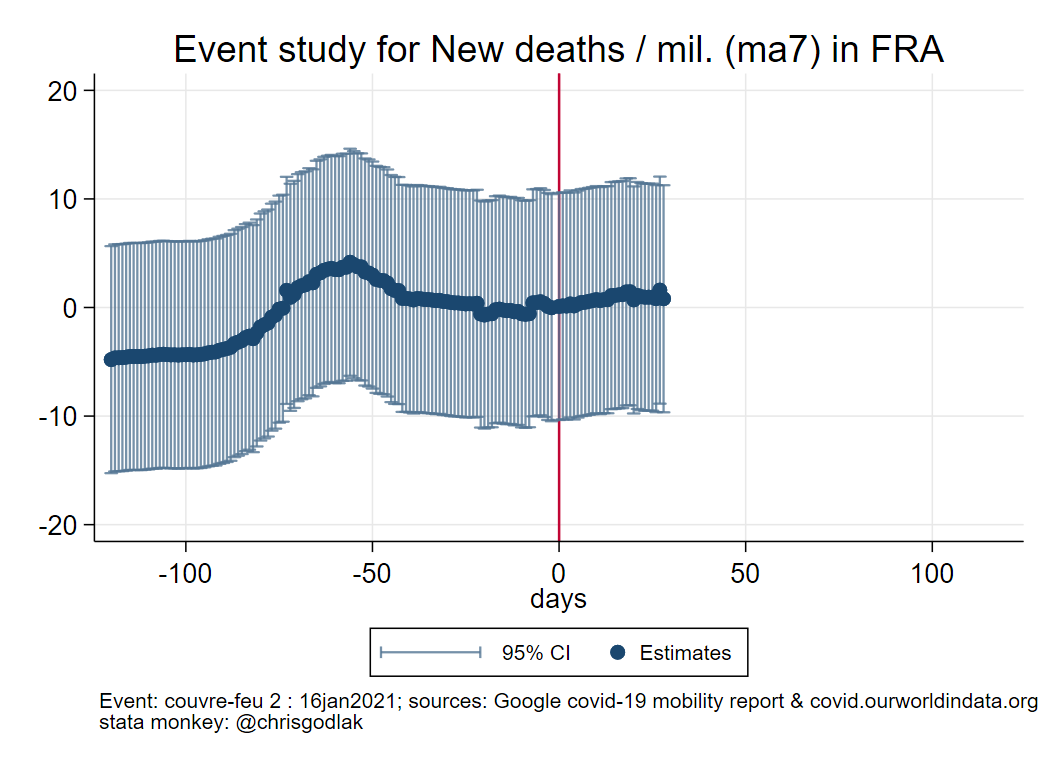 Event study for New deaths / mil. (ma7) in FRA
20
10
0
-10
-20
-100 -50 0 50 100
days
95% CI Estimates
Event: couvre-feu 2 : 16jan2021; sources: Google covid-19 mobility report & covid.ourworldindata.org
stata monkey: @chrisgodlak